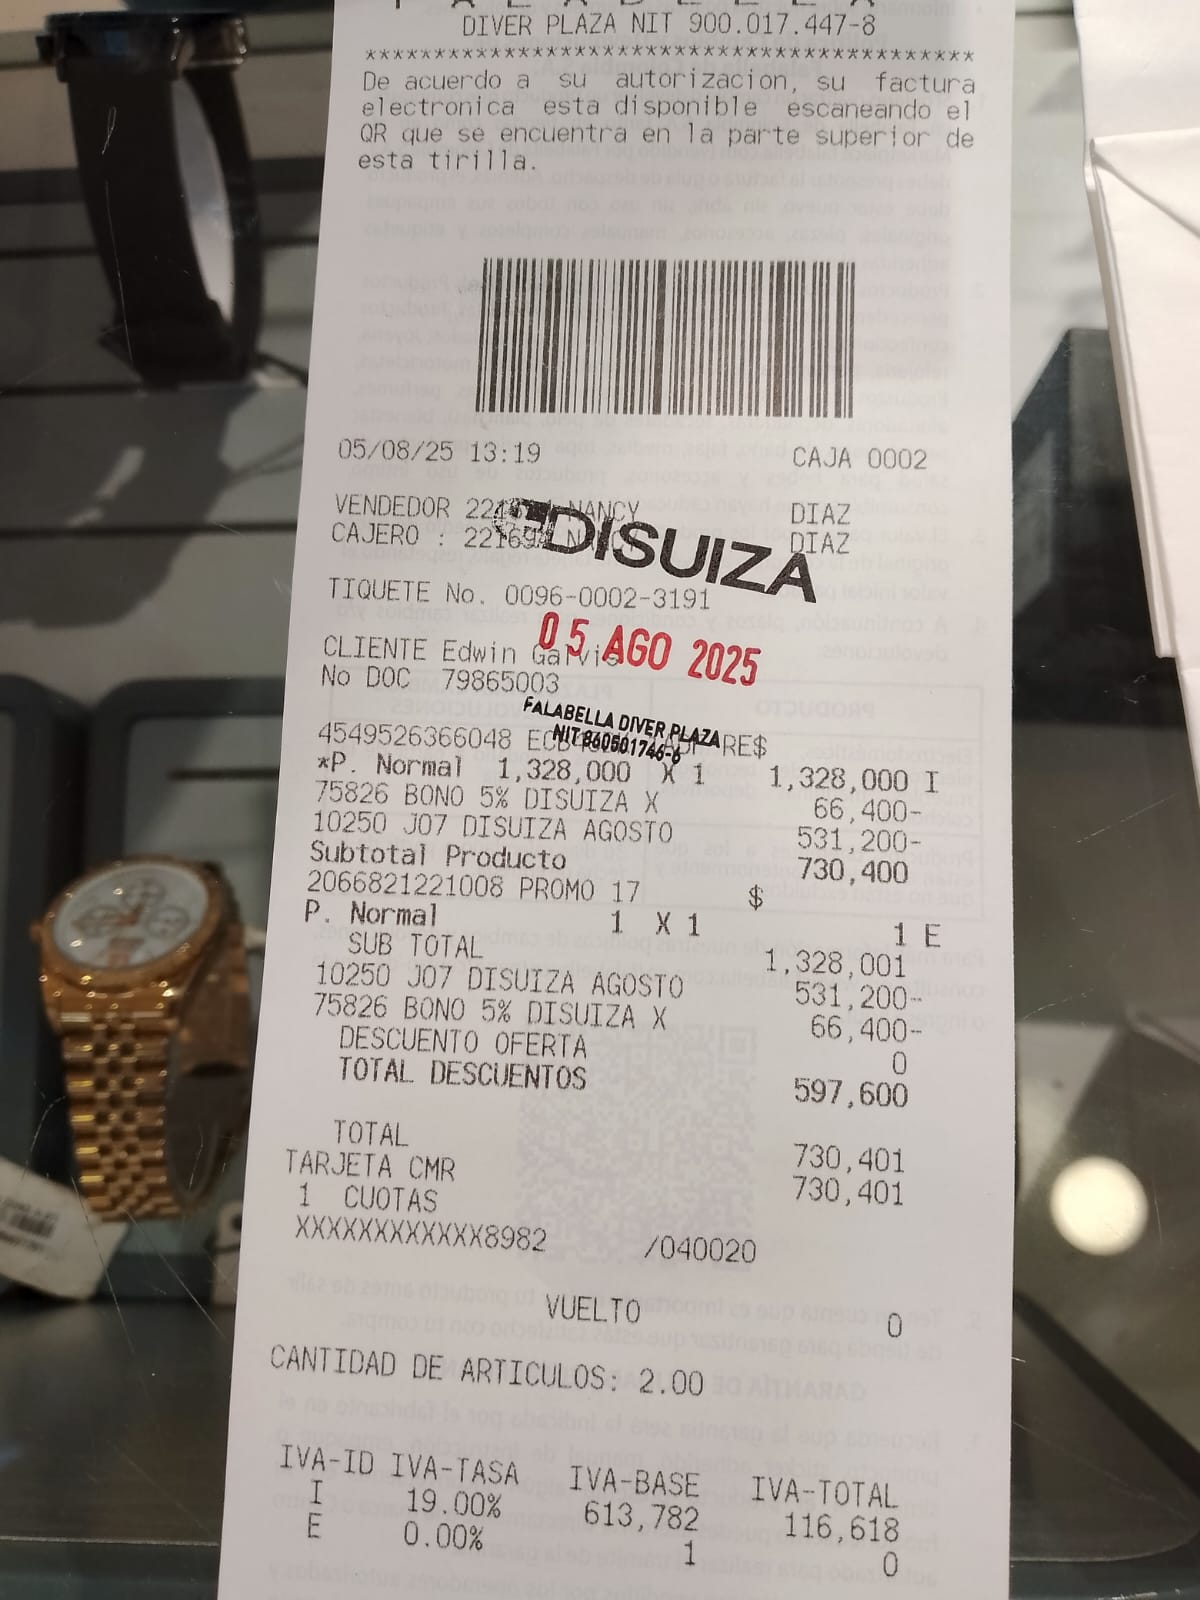 DIVER PLAZA NIT 900.017.447-8
******************************************
De acuerdo a su autorizacion, su factura
electronica esta disponible escaneando el
QR que se encuentra en la parte superior de
esta tirilla.
05/08/25 13:19 CAJA 0002
VENDEDOR NANCY DIAZ
CAJERO : 221694 DIAZ
DISUIZA
TIQUETE No. 0096-0002-3191
05 AGO 2025
CLIENTE Edwin Galvis
No DOC 79865003
FALABELLA DIVER PLAZA
NIT 860501746-6
4549526366048 RE$
*P. Normal 1,328,000 X 1 1,328,000 I
75826 BONO 5% DISUIZA X 66,400-
10250 J07 DISUIZA AGOSTO 531,200-
Subtotal Producto 730,400
2066821221008 PROMO 17 $
P. Normal 1 X 1 1 E
SUB TOTAL 1,328,001
10250 J07 DISUIZA AGOSTO 531,200-
75826 BONO 5% DISUIZA X 66,400-
DESCUENTO OFERTA 0
TOTAL DESCUENTOS 597,600
TOTAL 730,401
TARJETA CMR 730,401
1 CUOTAS
XXXXXXXXXXXX8982 /040020
VUELTO 0
CANTIDAD DE ARTICULOS: 2.00
IVA-ID IVA-TASA IVA-BASE IVA-TOTAL
I 19.00% 613,782 116,618
E 0.00% 1 0